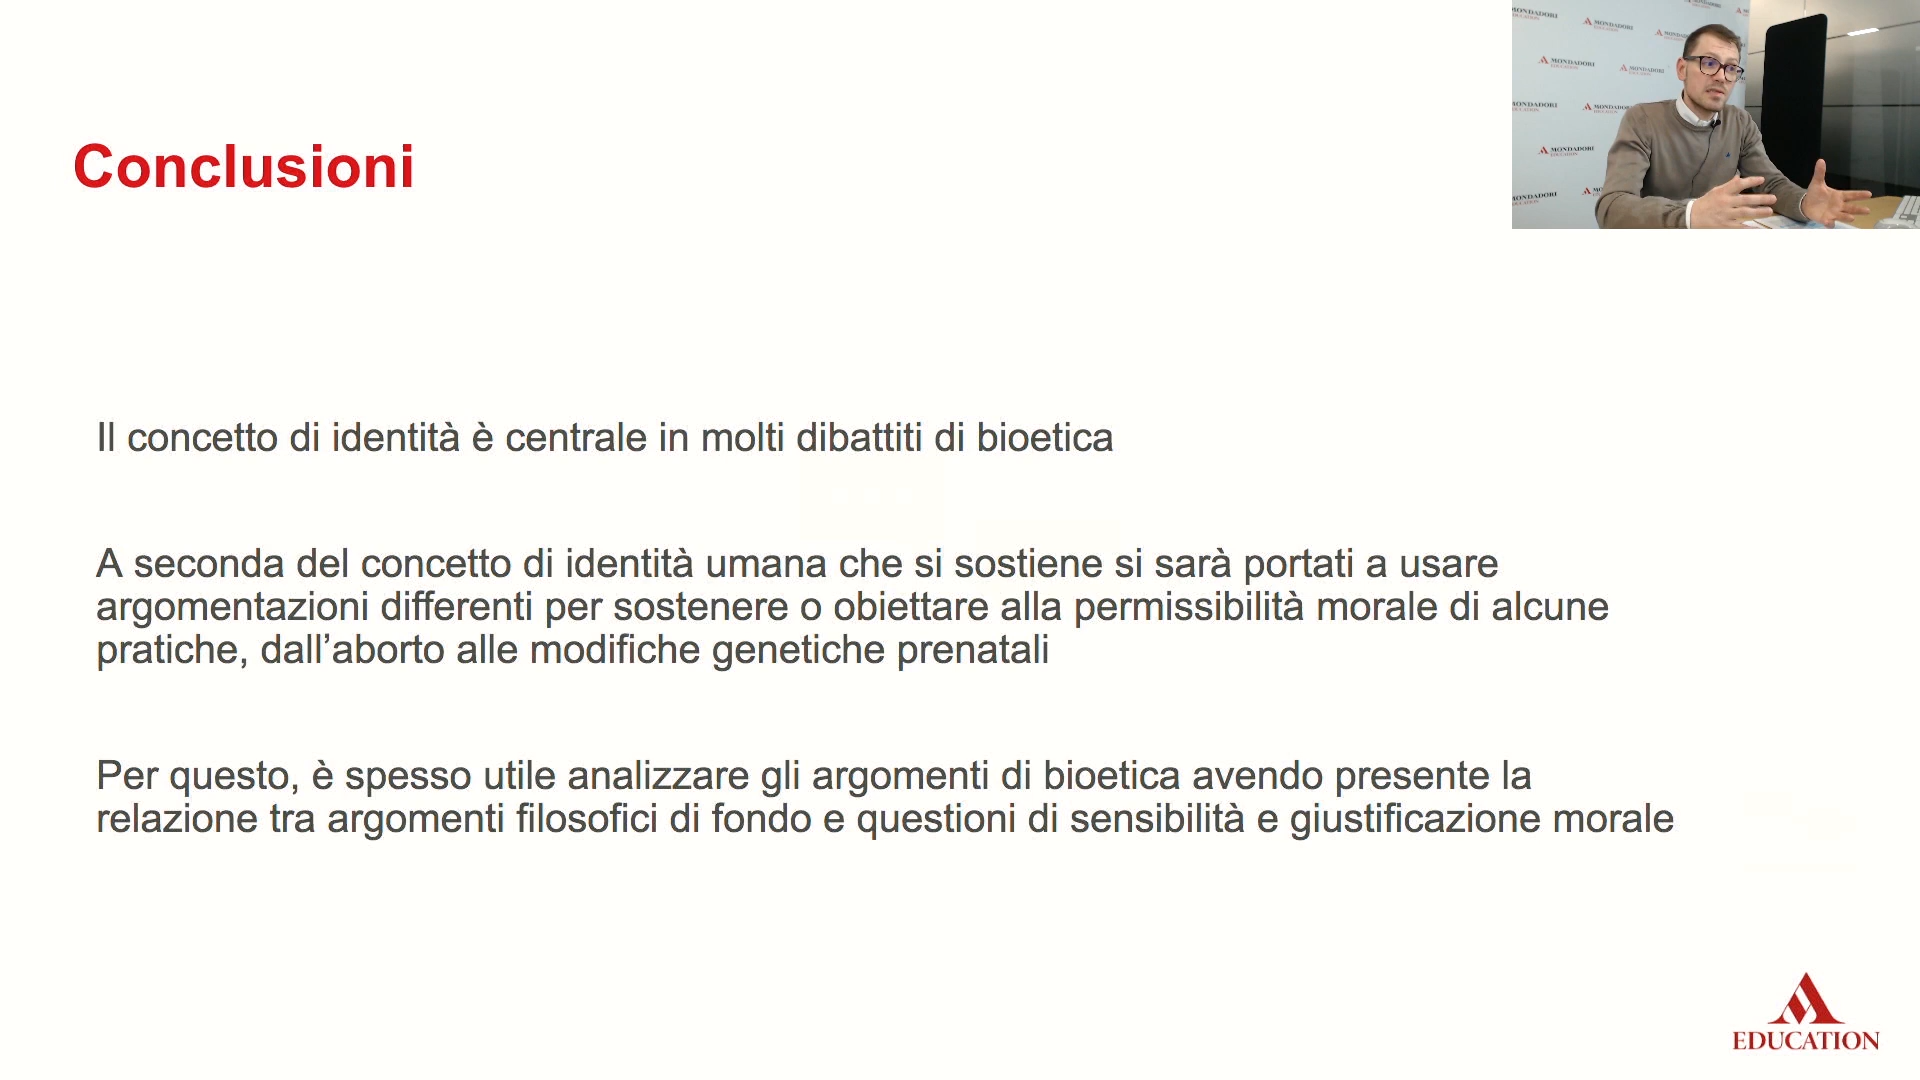 Conclusioni
Il concetto di identità è centrale in molti dibattiti di bioetica
A seconda del concetto di identità umana che si sostiene si sarà portati a usare
argomentazioni differenti per sostenere o obiettare alla permissibilità morale di alcune
pratiche, dall’aborto alle modifiche genetiche prenatali
Per questo, è spesso utile analizzare gli argomenti di bioetica avendo presente la
relazione tra argomenti filosofici di fondo e questioni di sensibilità e giustificazione morale
EDUCATION
MONDADORI
EDUCATION